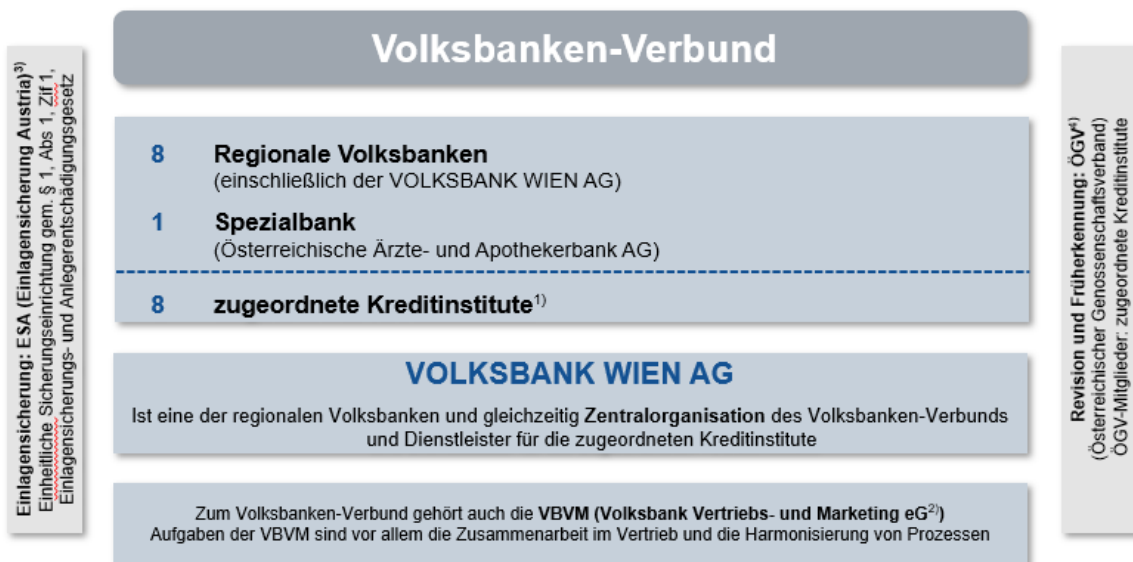 Volksbanken-Verbund
Einlagensicherung: ESA (Einlagensicherung Austria)3)
Einheitliche Sicherungseinrichtung gem. § 1, Abs 1, Zif 1,
Einlagensicherungs- und Anlegerentschädigungsgesetz
8 Regionale Volksbanken
(einschließlich der VOLKSBANK WIEN AG)
1 Spezialbank
(Österreichische Ärzte- und Apothekerbank AG)
8 zugeordnete Kreditinstitute1)
VOLKSBANK WIEN AG
Ist eine der regionalen Volksbanken und gleichzeitig Zentralorganisation des Volksbanken-Verbunds
und Dienstleister für die zugeordneten Kreditinstitute
Zum Volksbanken-Verbund gehört auch die VBVM (Volksbank Vertriebs- und Marketing eG2))
Aufgaben der VBVM sind vor allem die Zusammenarbeit im Vertrieb und die Harmonisierung von Prozessen
Revision und Früherkennung: ÖGV4)
(Österreichischer Genossenschaftsverband)
ÖGV-Mitglieder: zugeordnete Kreditinstitute